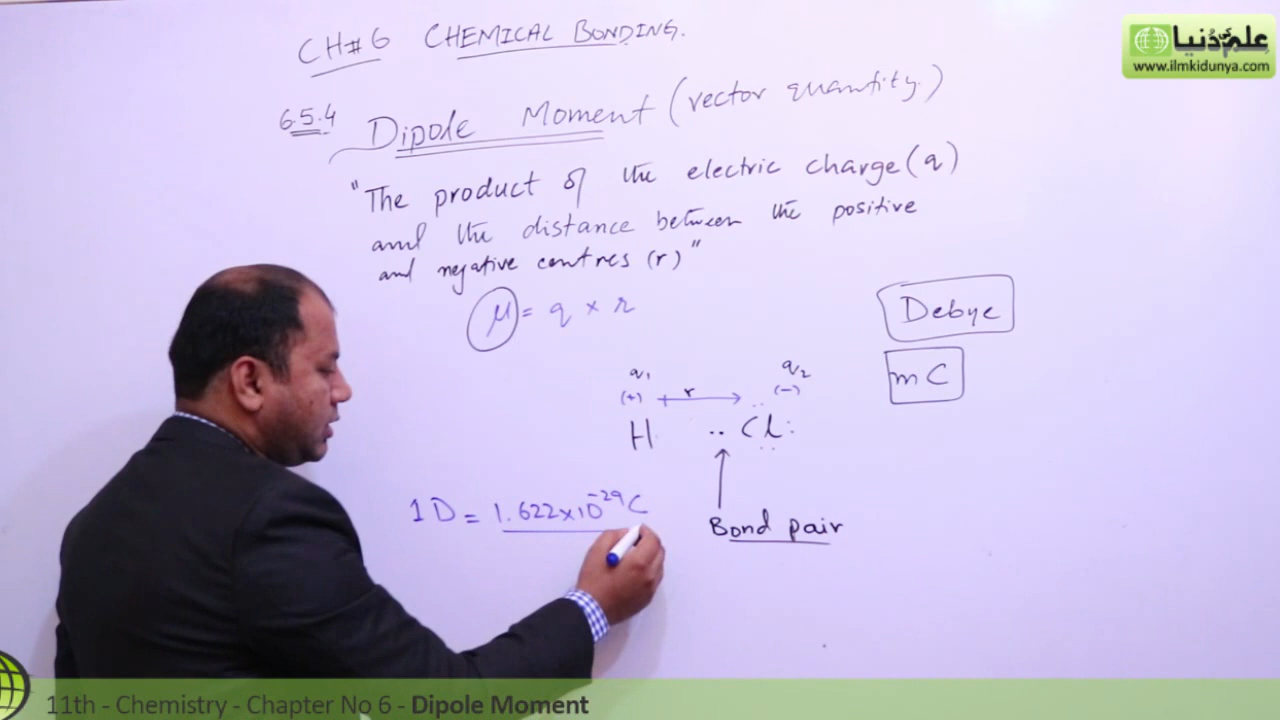 CH#6 CHEMICAL BONDING.
علم کی دُنیا
www.ilmkidunya.com
6.5.4 Dipole Moment (vector quantity.)
"The product of the electric charge (q)
and the distance between the positive
and negative centres (r)"
μ = q × r
Debye
mC
q₁ q₂
(+) r (−)
H ·· Cl
1D = 1.622×10⁻²⁹ C
Bond pair
11th - Chemistry - Chapter No 6 - Dipole Moment